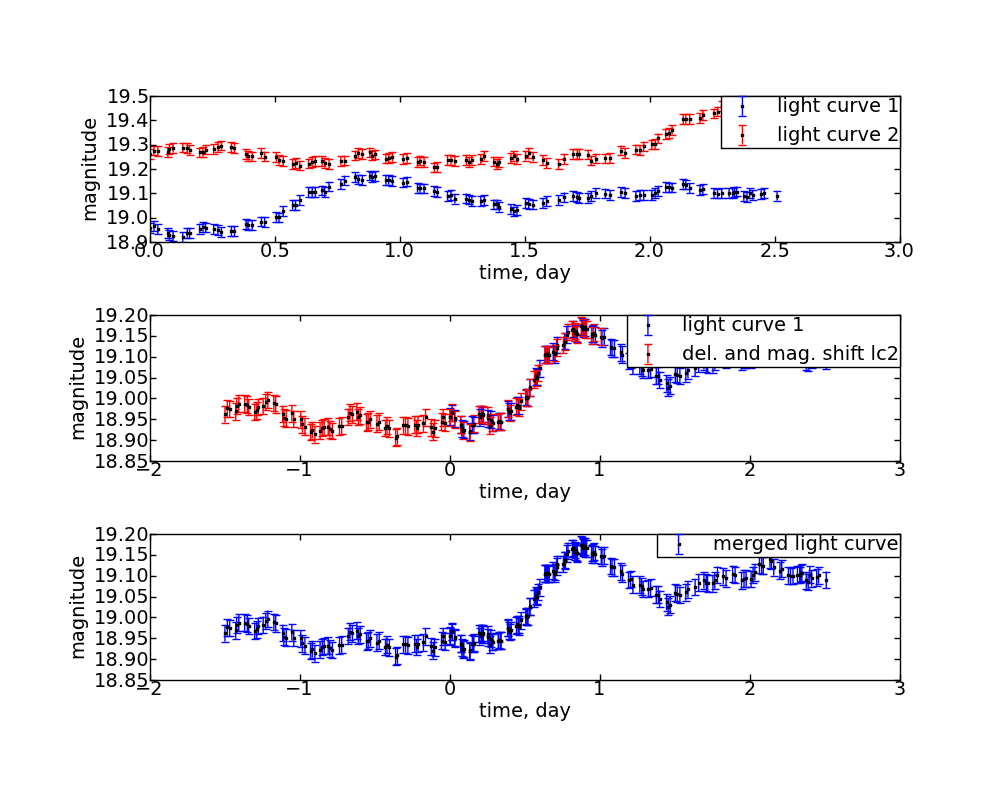 19.5
19.4
19.3
19.2
19.1
19.0
18.9
magnitude
light curve 1
light curve 2
0.0 0.5 1.0 1.5 2.0 2.5 3.0
time, day
19.20
19.15
19.10
19.05
19.00
18.95
18.90
18.85
magnitude
light curve 1
del. and mag. shift lc2
−2 −1 0 1 2 3
time, day
19.20
19.15
19.10
19.05
19.00
18.95
18.90
18.85
magnitude
merged light curve
−2 −1 0 1 2 3
time, day